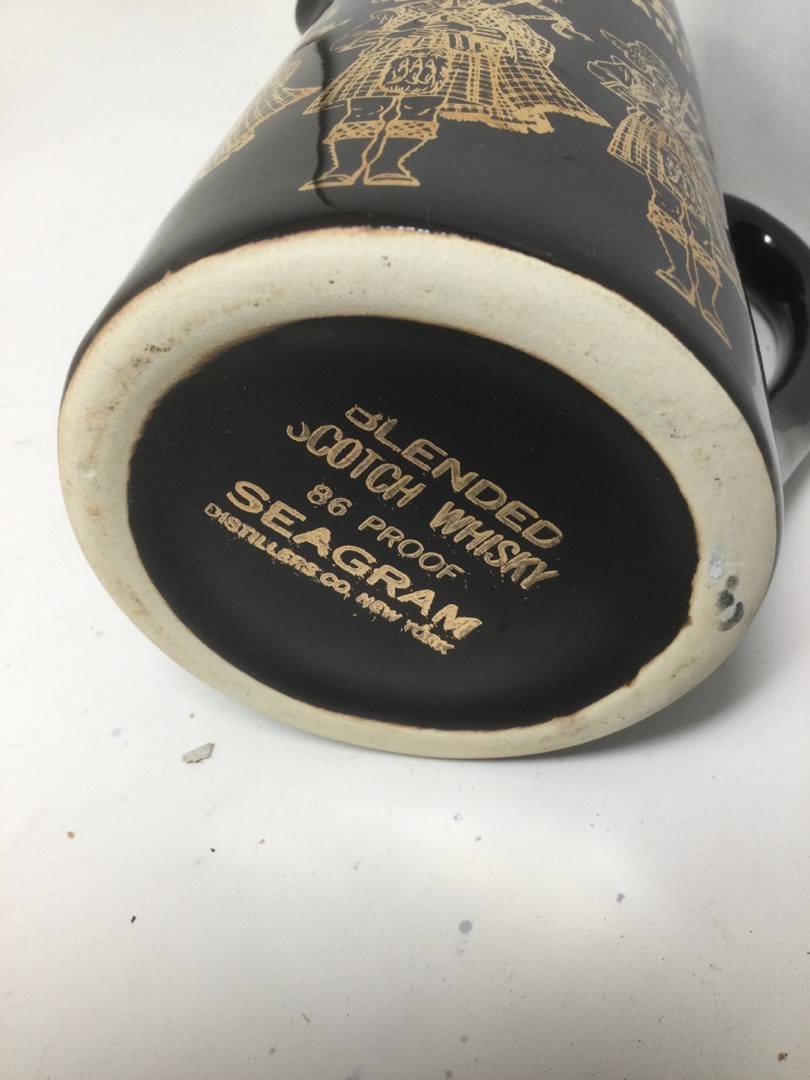 BLENDED
SCOTCH WHISKY
86 PROOF
SEAGRAM
DISTILLERS CO. NEW YORK